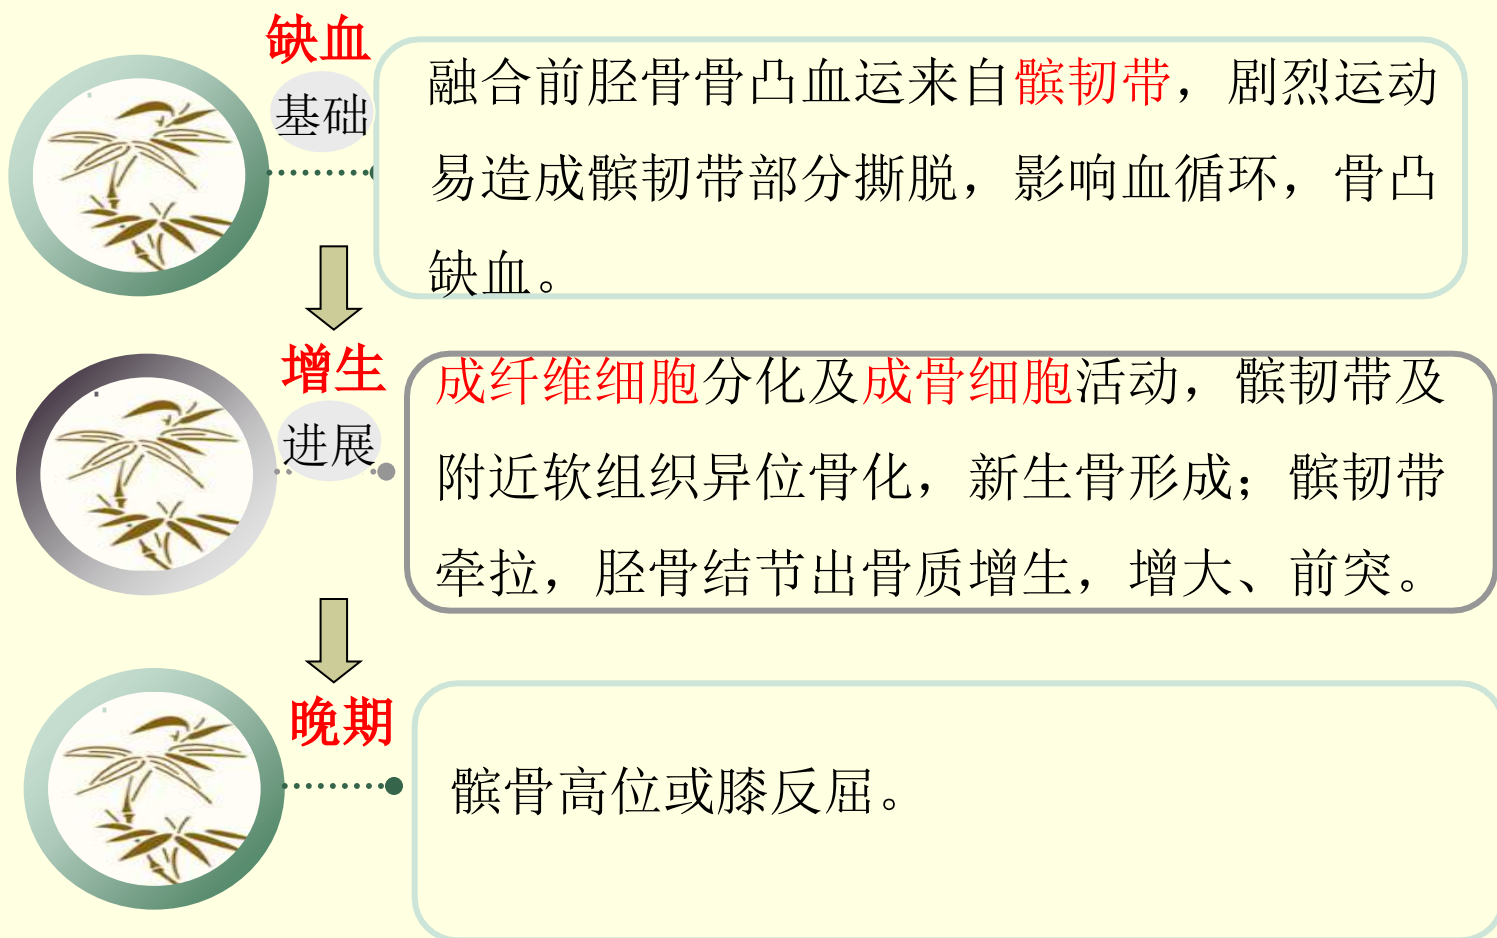 缺血
基础
融合前胫骨骨凸血运来自髌韧带，剧烈运动
易造成髌韧带部分撕脱，影响血循环，骨凸
缺血。
增生
进展
成纤维细胞分化及成骨细胞活动，髌韧带及
附近软组织异位骨化，新生骨形成；髌韧带
牵拉，胫骨结节出骨质增生，增大、前突。
晚期
髌骨高位或膝反屈。